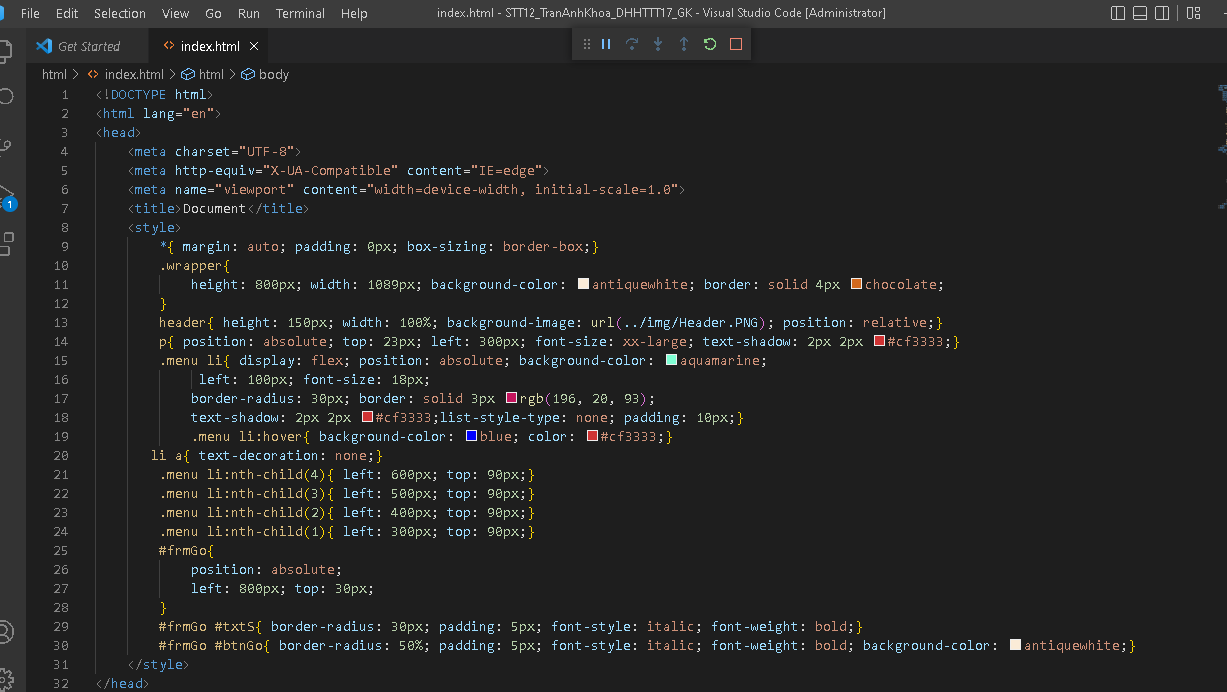 File Edit Selection View Go Run Terminal Help index.html - STT12_TranAnhKhoa_DHHTTT17_GK - Visual Studio Code [Administrator]
Get Started index.html
html > index.html > html > body
1 <!DOCTYPE html>
2 <html lang="en">
3 <head>
4 <meta charset="UTF-8">
5 <meta http-equiv="X-UA-Compatible" content="IE=edge">
6 <meta name="viewport" content="width=device-width, initial-scale=1.0">
7 <title>Document</title>
8 <style>
9 *{ margin: auto; padding: 0px; box-sizing: border-box;}
10 .wrapper{
11 height: 800px; width: 1089px; background-color: antiquewhite; border: solid 4px chocolate;
12 }
13 header{ height: 150px; width: 100%; background-image: url(../img/Header.PNG); position: relative;}
14 p{ position: absolute; top: 23px; left: 300px; font-size: xx-large; text-shadow: 2px 2px #cf3333;}
15 .menu li{ display: flex; position: absolute; background-color: aquamarine;
16 left: 100px; font-size: 18px;
17 border-radius: 30px; border: solid 3px rgb(196, 20, 93);
18 text-shadow: 2px 2px #cf3333;list-style-type: none; padding: 10px;}
19 .menu li:hover{ background-color: blue; color: #cf3333;}
20 li a{ text-decoration: none;}
21 .menu li:nth-child(4){ left: 600px; top: 90px;}
22 .menu li:nth-child(3){ left: 500px; top: 90px;}
23 .menu li:nth-child(2){ left: 400px; top: 90px;}
24 .menu li:nth-child(1){ left: 300px; top: 90px;}
25 #frmGo{
26 position: absolute;
27 left: 800px; top: 30px;
28 }
29 #frmGo #txtS{ border-radius: 30px; padding: 5px; font-style: italic; font-weight: bold;}
30 #frmGo #btnGo{ border-radius: 50%; padding: 5px; font-style: italic; font-weight: bold; background-color: antiquewhite;}
31 </style>
32 </head>
1